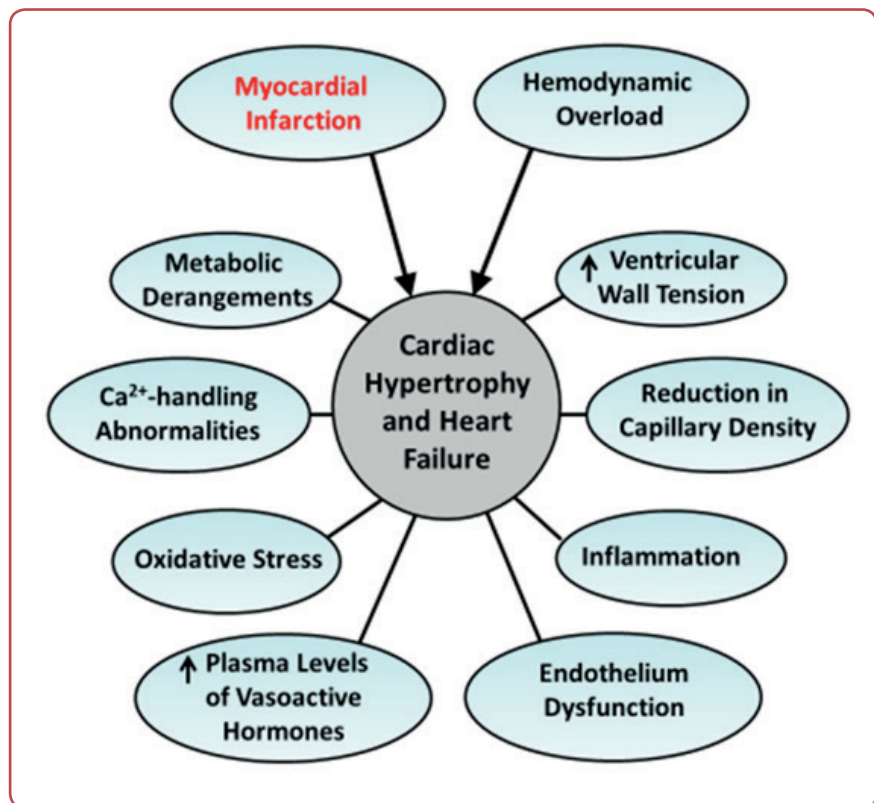 Myocardial
Infarction
Hemodynamic
Overload
Metabolic
Derangements
↑ Ventricular
Wall Tension
Cardiac
Hypertrophy
and Heart
Failure
Ca²⁺-handling
Abnormalities
Reduction in
Capillary Density
Oxidative Stress
Inflammation
↑ Plasma Levels
of Vasoactive
Hormones
Endothelium
Dysfunction